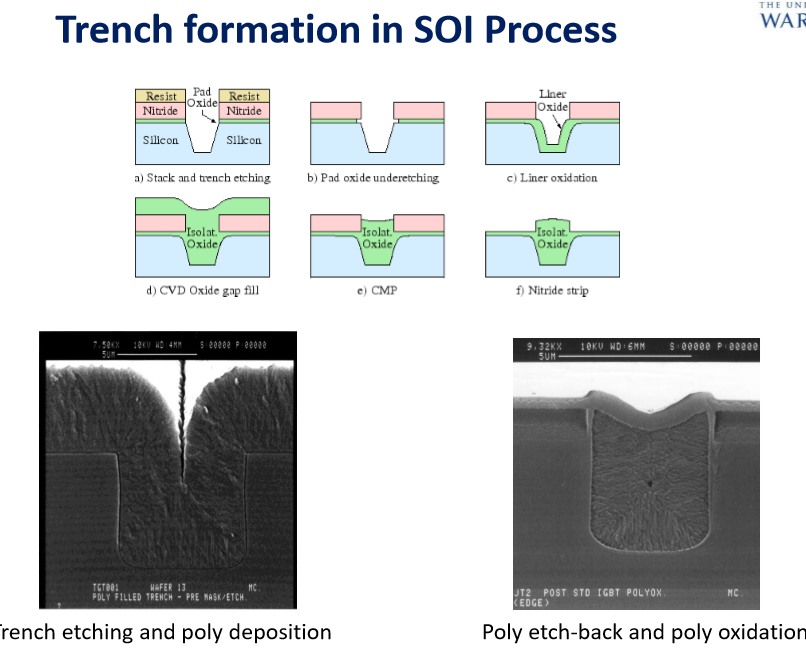 THE UNI
WAR
Trench formation in SOI Process
Resist
Pad
Oxide
Resist
Nitride
Nitride
Silicon
Silicon
a) Stack and trench etching
b) Pad oxide underetching
Liner
Oxide
c) Liner oxidation
Isolat.
Oxide
d) CVD Oxide gap fill
Isolat.
Oxide
e) CMP
Isolat.
Oxide
f) Nitride strip
7.50KX 10KV WD:4MM S:00000 P:00000
5UM
TGT001 WAFER 13 MC.
POLY FILLED TRENCH - PRE MASK/ETCH.
?
9.32KX 10KV WD:6MM S:00000 P:00000
5UM
JT2 POST STD IGBT POLYOX. MC.
(EDGE)
Trench etching and poly deposition
Poly etch-back and poly oxidation